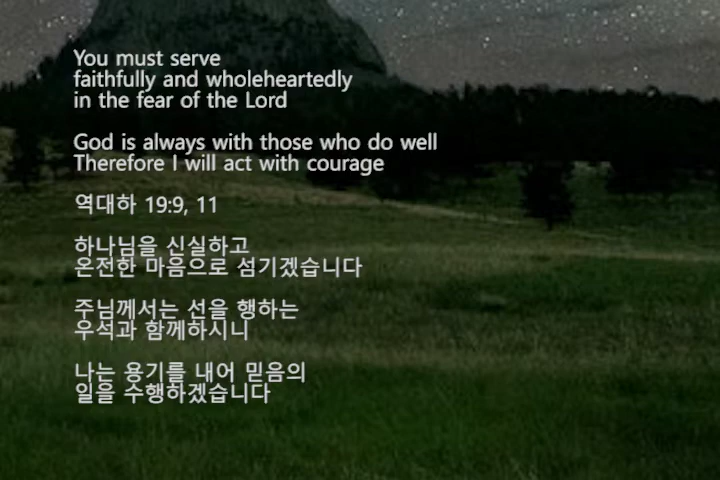 You must serve
faithfully and wholeheartedly
in the fear of the Lord
God is always with those who do well
Therefore I will act with courage
역대하 19:9, 11
하나님을 신실하고
온전한 마음으로 섬기겠습니다
주님께서는 선을 행하는
우석과 함께하시니
나는 용기를 내어 믿음의
일을 수행하겠습니다